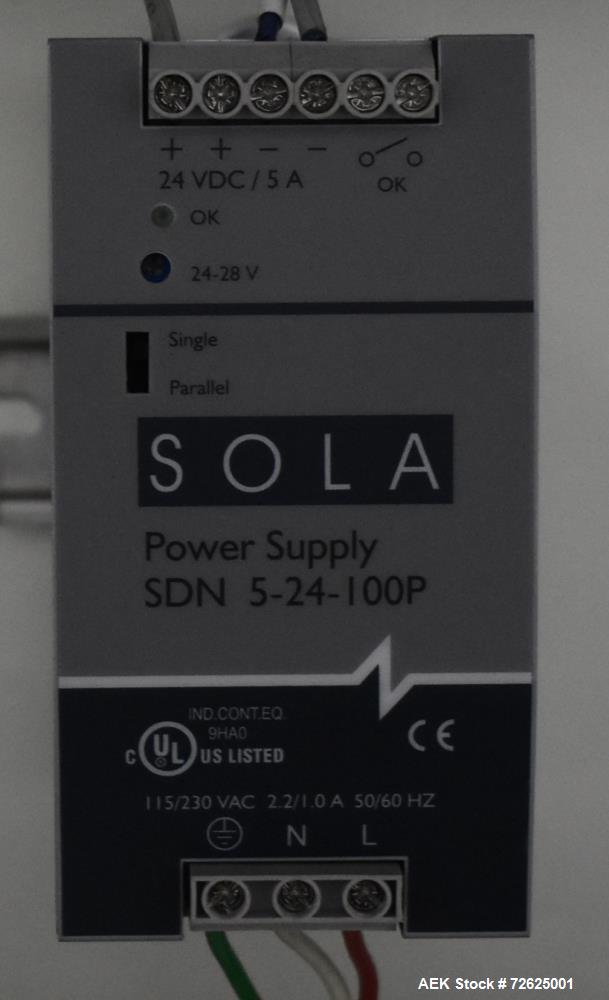 + + − −
24 VDC / 5 A
OK
OK
24-28 V
Single
Parallel
SOLA
Power Supply
SDN 5-24-100P
IND.CONT.EQ.
9HA0
C UL US LISTED
CE
115/230 VAC 2.2/1.0 A 50/60 HZ
N L
AEK Stock # 72625001